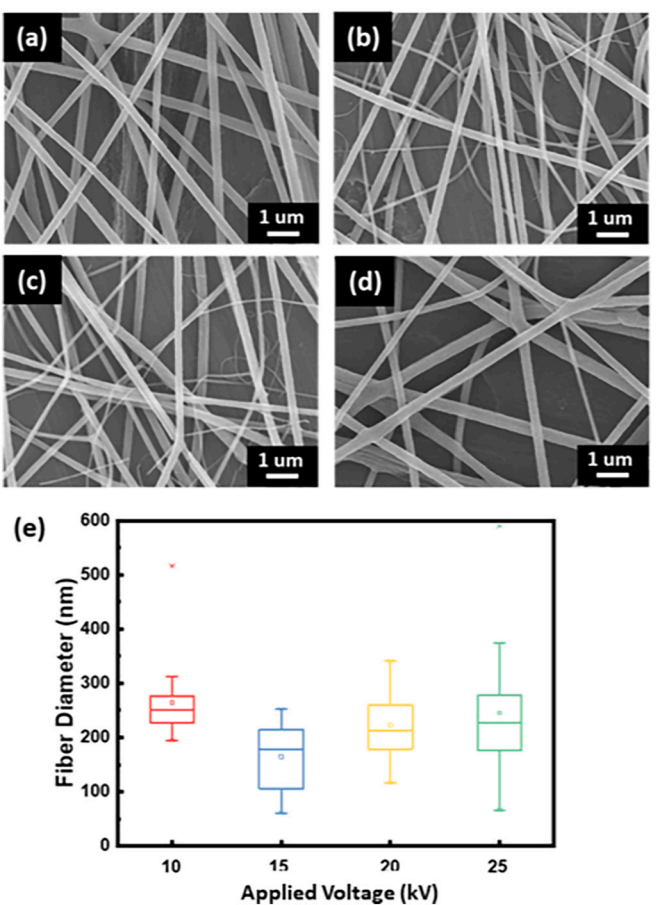 (a)
1 um
(b)
1 um
(c)
1 um
(d)
1 um
(e)
Fiber Diameter (nm)
600
500
400
300
200
100
0
10 15 20 25
Applied Voltage (kV)